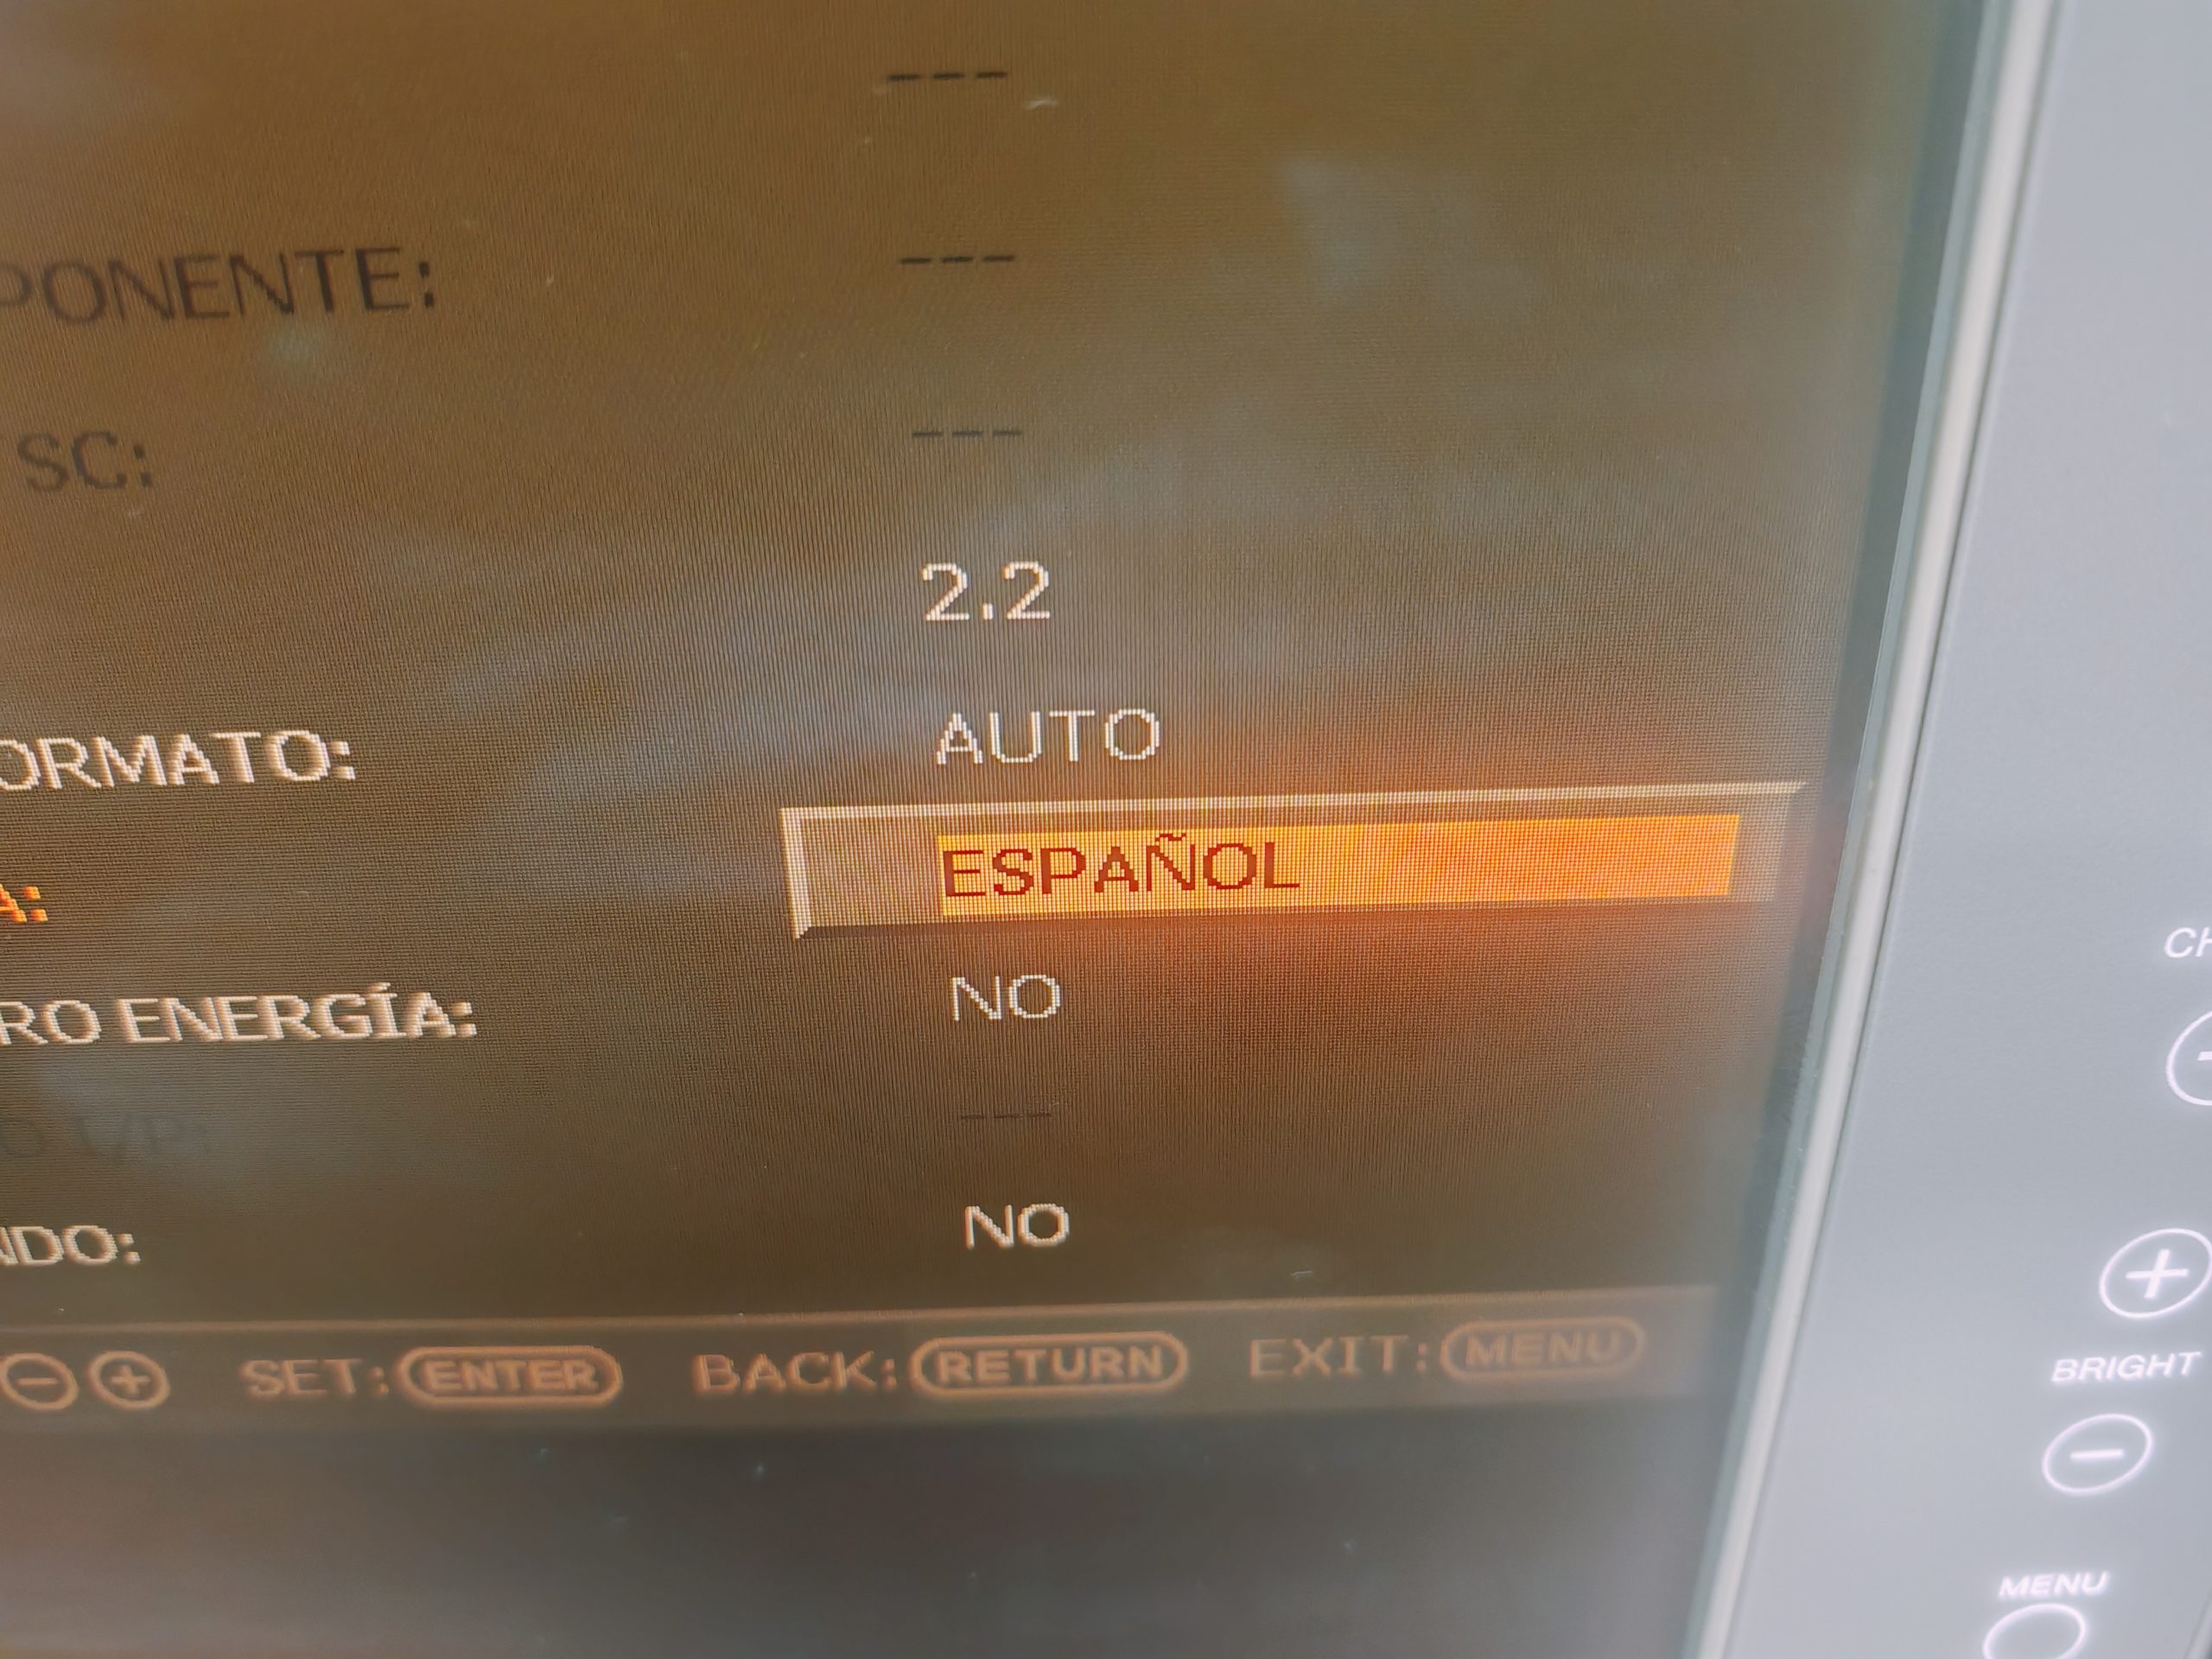 ---
PONENTE: ---
SC: ---
2.2
ORMATO: AUTO
A: ESPAÑOL
RO ENERGÍA: NO
---
NDO: NO
SET: ENTER BACK: RETURN EXIT: MENU
CH
BRIGHT
MENU